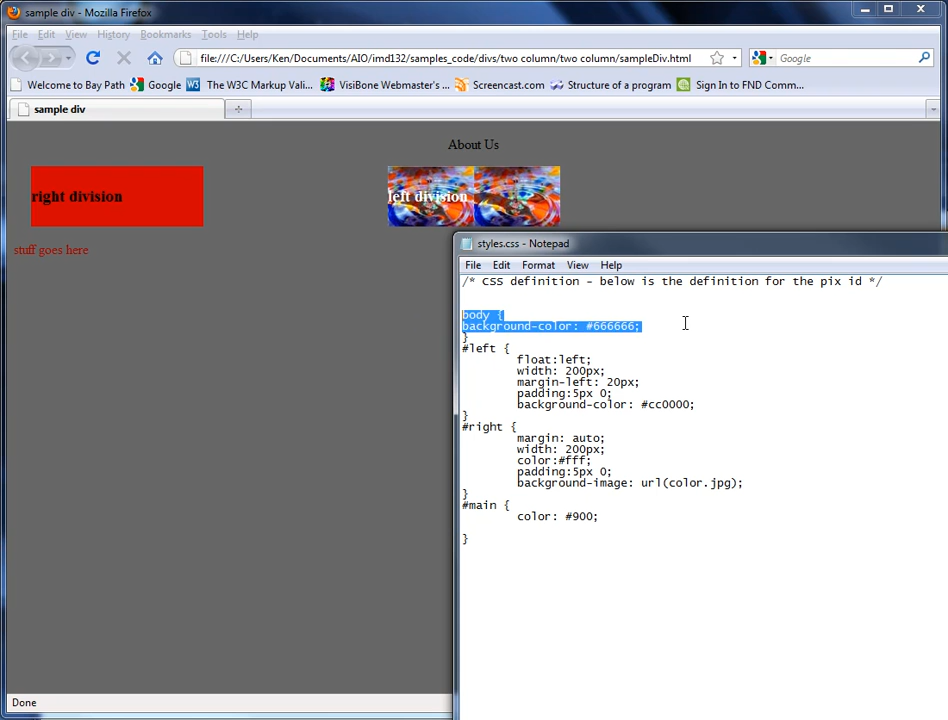 sample div - Mozilla Firefox
File Edit View History Bookmarks Tools Help
file:///C:/Users/Ken/Documents/AIO/imd132/samples_code/divs/two column/two column/sampleDiv.html
Google
Welcome to Bay Path Google The W3C Markup Vali... VisiBone Webmaster's ... Screencast.com Structure of a program Sign In to FND Comm...
sample div
About Us
right division
left division
stuff goes here
styles.css - Notepad
File Edit Format View Help
/* CSS definition - below is the definition for the pix id */
body {
background-color: #666666;
}
#left {
float:left;
width: 200px;
margin-left: 20px;
padding:5px 0;
background-color: #cc0000;
}
#right {
margin: auto;
width: 200px;
color:#fff;
padding:5px 0;
background-image: url(color.jpg);
}
#main {
color: #900;
}
Done